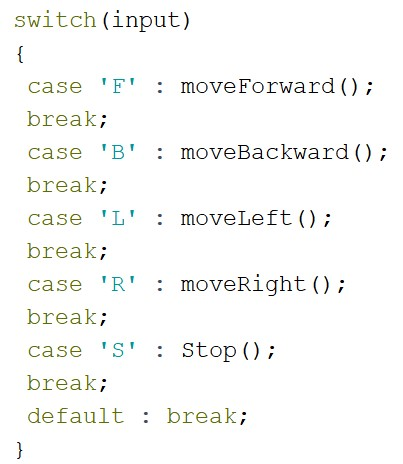 switch(input)
{
case 'F' : moveForward();
break;
case 'B' : moveBackward();
break;
case 'L' : moveLeft();
break;
case 'R' : moveRight();
break;
case 'S' : Stop();
break;
default : break;
}